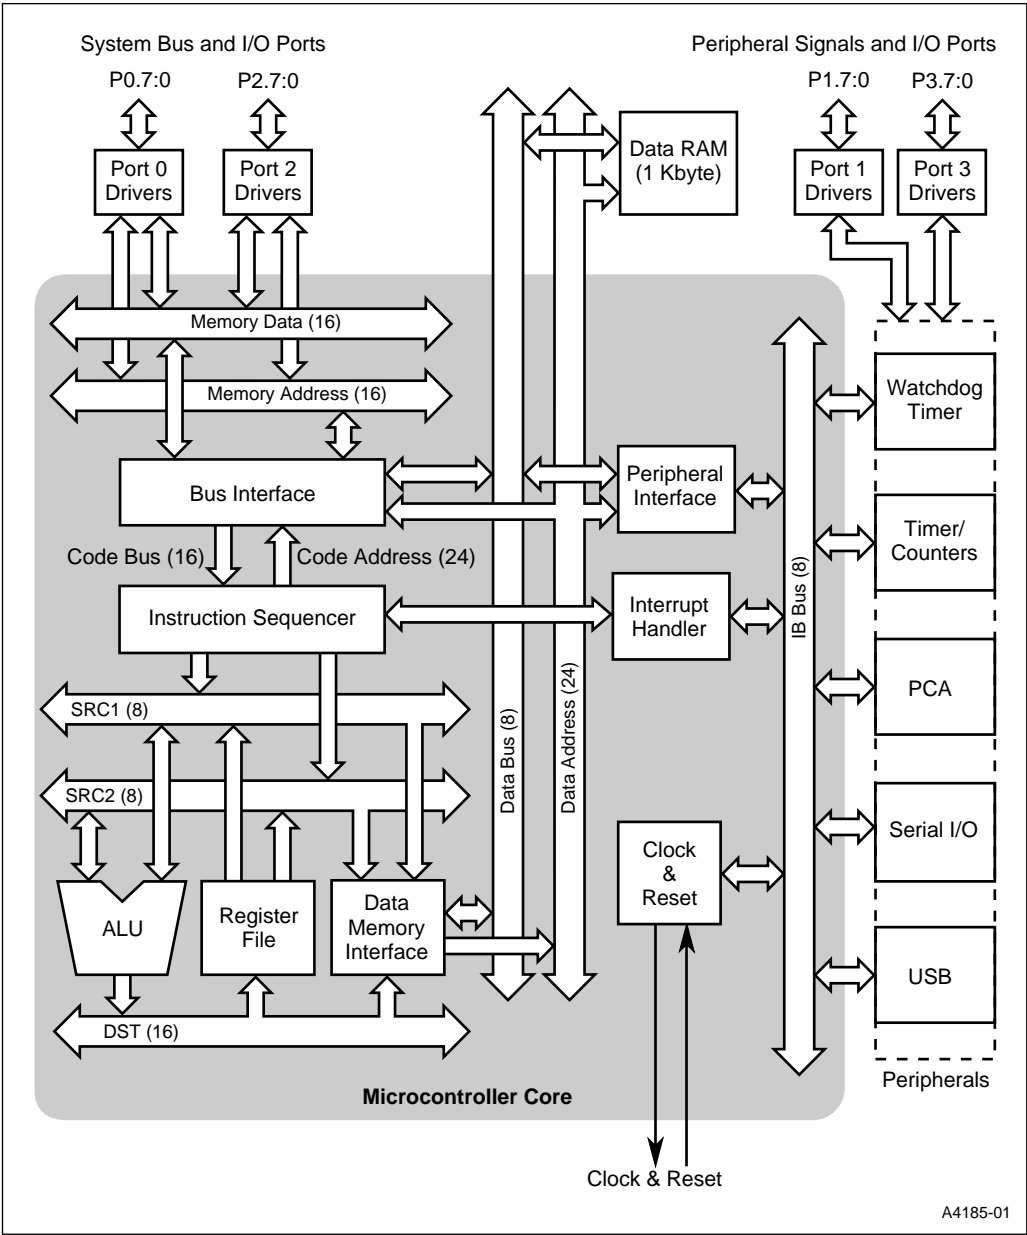 System Bus and I/O Ports
Peripheral Signals and I/O Ports
P0.7:0
P2.7:0
P1.7:0
P3.7:0
Port 0
Drivers
Port 2
Drivers
Data RAM
(1 Kbyte)
Port 1
Drivers
Port 3
Drivers
Memory Data (16)
Memory Address (16)
Watchdog
Timer
Bus Interface
Peripheral
Interface
Code Bus (16)
Code Address (24)
Timer/
Counters
Instruction Sequencer
Interrupt
Handler
IB Bus (8)
Data Bus (8)
Data Address (24)
SRC1 (8)
PCA
SRC2 (8)
Clock
&
Reset
Serial I/O
ALU
Register
File
Data
Memory
Interface
USB
DST (16)
Microcontroller Core
Peripherals
Clock & Reset
A4185-01